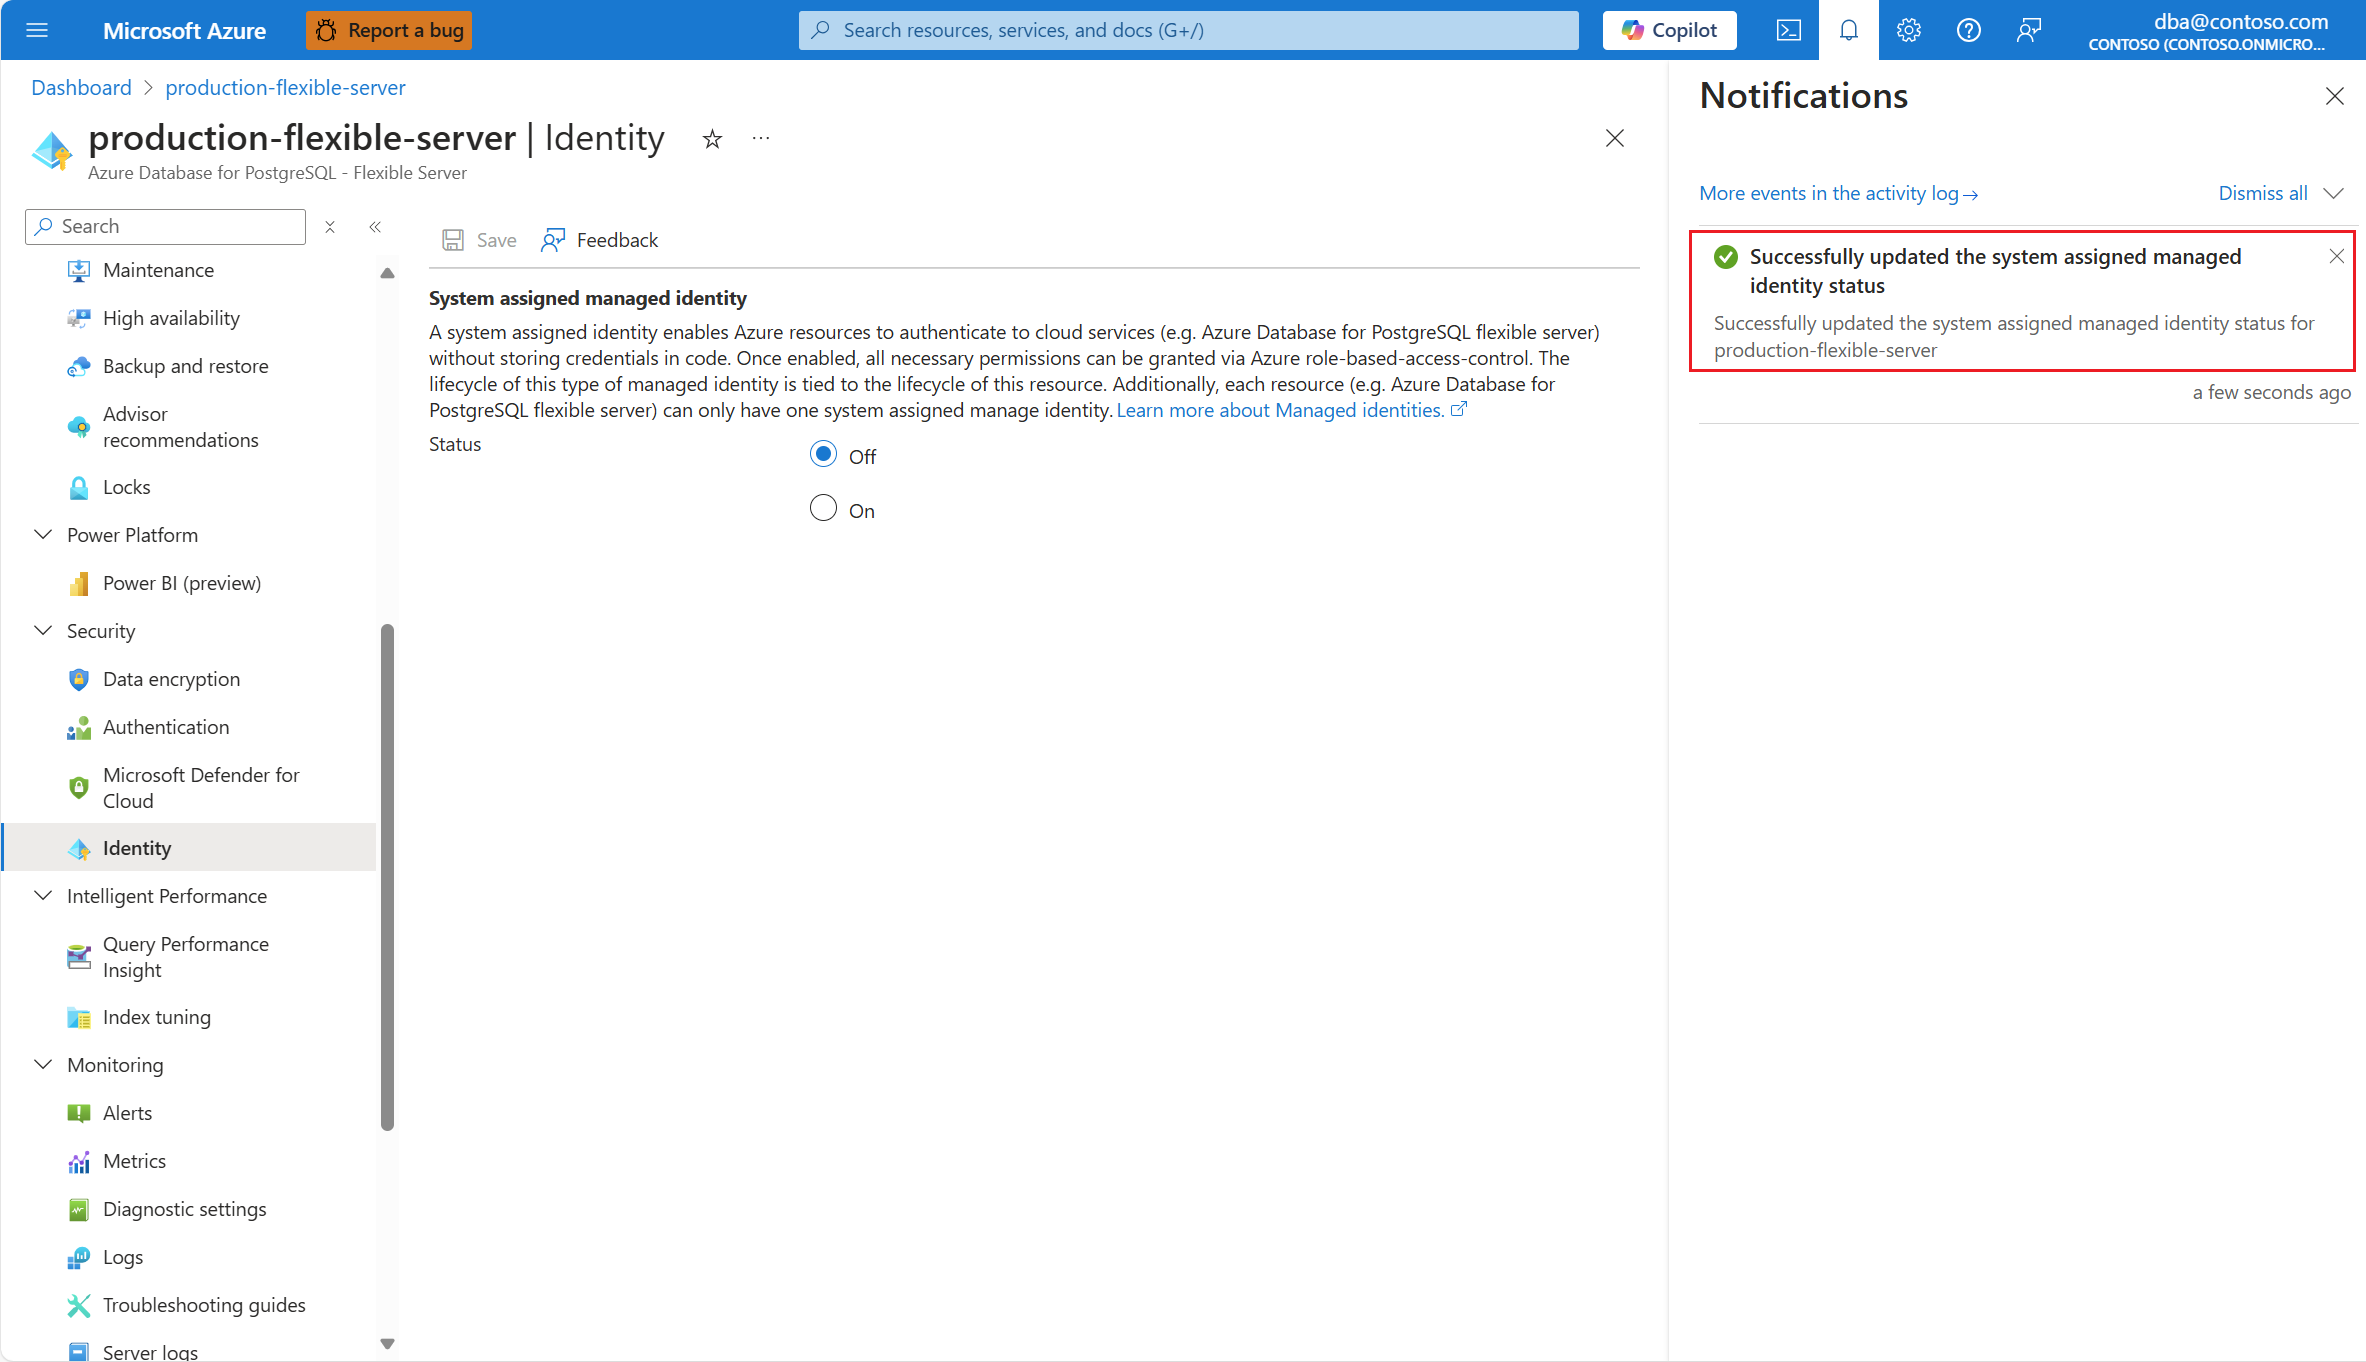 Microsoft Azure
Report a bug
Search resources, services, and docs (G+/)
Copilot
dba@contoso.com
CONTOSO (CONTOSO.ONMICRO...
Dashboard > production-flexible-server
production-flexible-server | Identity
Azure Database for PostgreSQL - Flexible Server
Search
Maintenance
High availability
Backup and restore
Advisor
recommendations
Locks
Power Platform
Power BI (preview)
Security
Data encryption
Authentication
Microsoft Defender for
Cloud
Identity
Intelligent Performance
Query Performance
Insight
Index tuning
Monitoring
Alerts
Metrics
Diagnostic settings
Logs
Troubleshooting guides
Server logs
Save
Feedback
System assigned managed identity
A system assigned identity enables Azure resources to authenticate to cloud services (e.g. Azure Database for PostgreSQL flexible server)
without storing credentials in code. Once enabled, all necessary permissions can be granted via Azure role-based-access-control. The
lifecycle of this type of managed identity is tied to the lifecycle of this resource. Additionally, each resource (e.g. Azure Database for
PostgreSQL flexible server) can only have one system assigned manage identity. Learn more about Managed identities.
Status
Off
On
Notifications
More events in the activity log→
Dismiss all
Successfully updated the system assigned managed
identity status
Successfully updated the system assigned managed identity status for
production-flexible-server
a few seconds ago